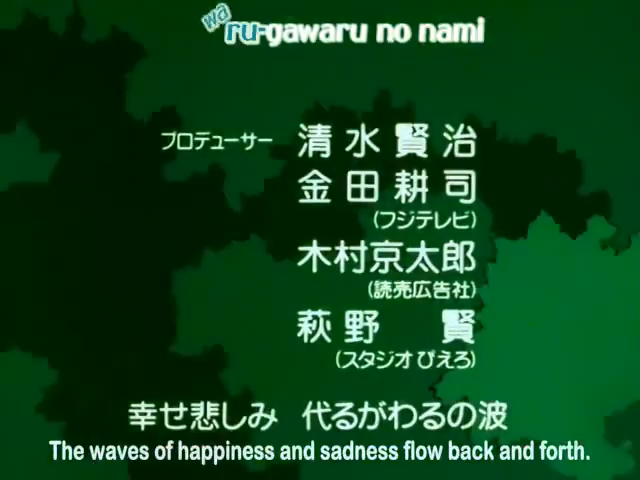 wa ru-gawaru no nami
プロデューサー 清水賢治
金田耕司
(フジテレビ)
木村京太郎
(読売広告社)
萩野 賢
(スタジオぴえろ)
幸せ悲しみ 代るがわるの波
The waves of happiness and sadness flow back and forth.